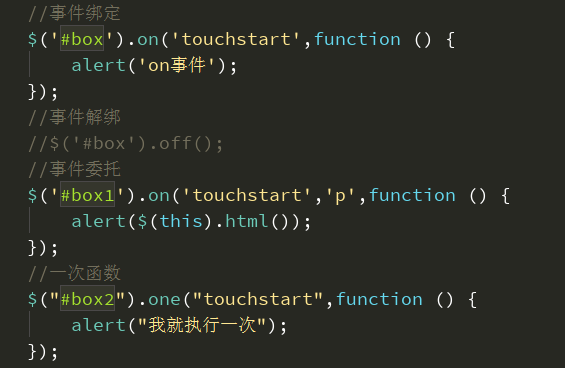 //事件绑定
$('#box').on('touchstart',function () {
alert('on事件');
});
//事件解绑
//$('#box').off();
//事件委托
$('#box1').on('touchstart','p',function () {
alert($(this).html());
});
//一次函数
$("#box2").one("touchstart",function () {
alert("我就执行一次");
});